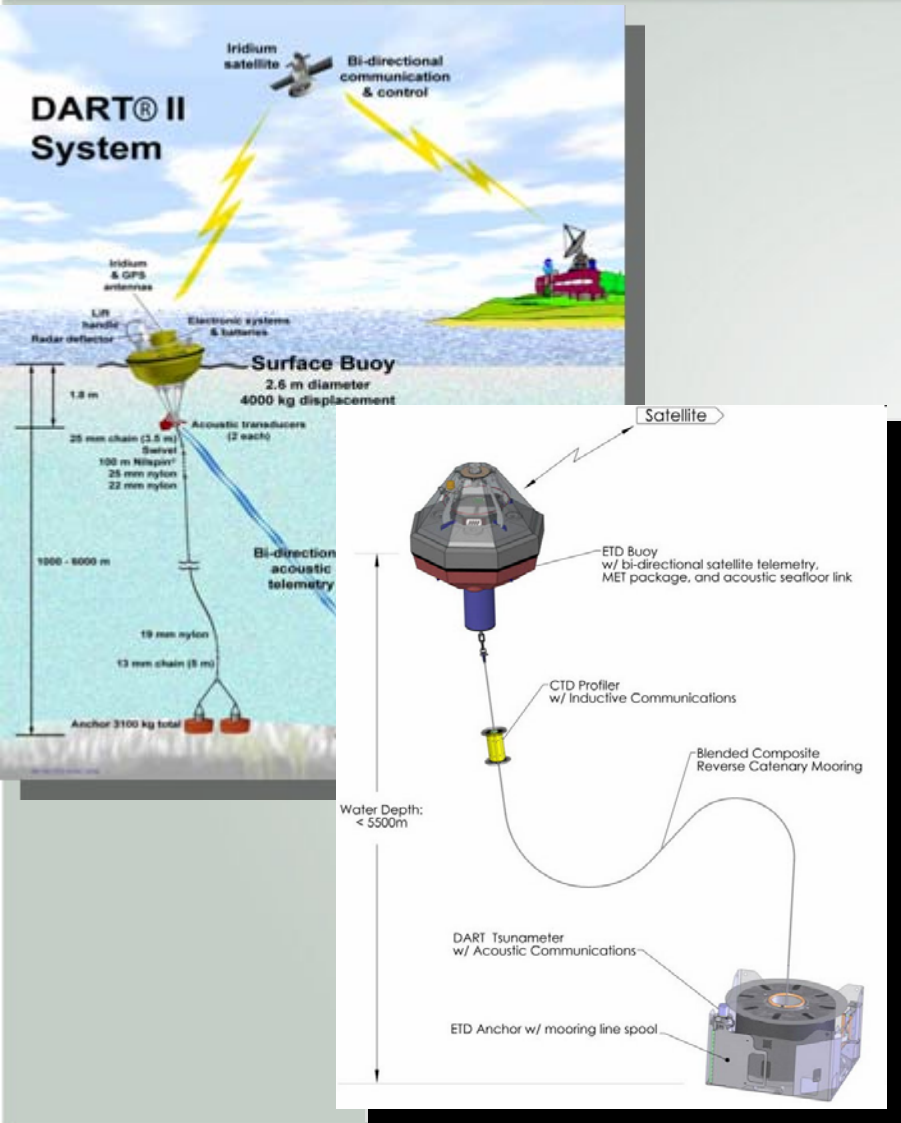 DART® II
System
Iridium
satellite
Bi-directional
communication
& control
Iridium
& GPS
antennas
Lift
handle
Radar deflector
Electronic systems
& batteries
Surface Buoy
2.6 m diameter
4000 kg displacement
1.8 m
Acoustic transducers
(2 each)
25 mm chain (3.5 m)
Swivel
100 m Nilspin®
25 mm nylon
22 mm nylon
1000 - 6000 m
Bi-direction
acoustic
telemetry
19 mm nylon
13 mm chain (5 m)
Anchor 3100 kg total
Satellite
ETD Buoy
w/ bi-directional satellite telemetry,
MET package, and acoustic seafloor link
CTD Profiler
w/ Inductive Communications
Blended Composite
Reverse Catenary Mooring
Water Depth:
< 5500m
DART Tsunameter
w/ Acoustic Communications
ETD Anchor w/ mooring line spool